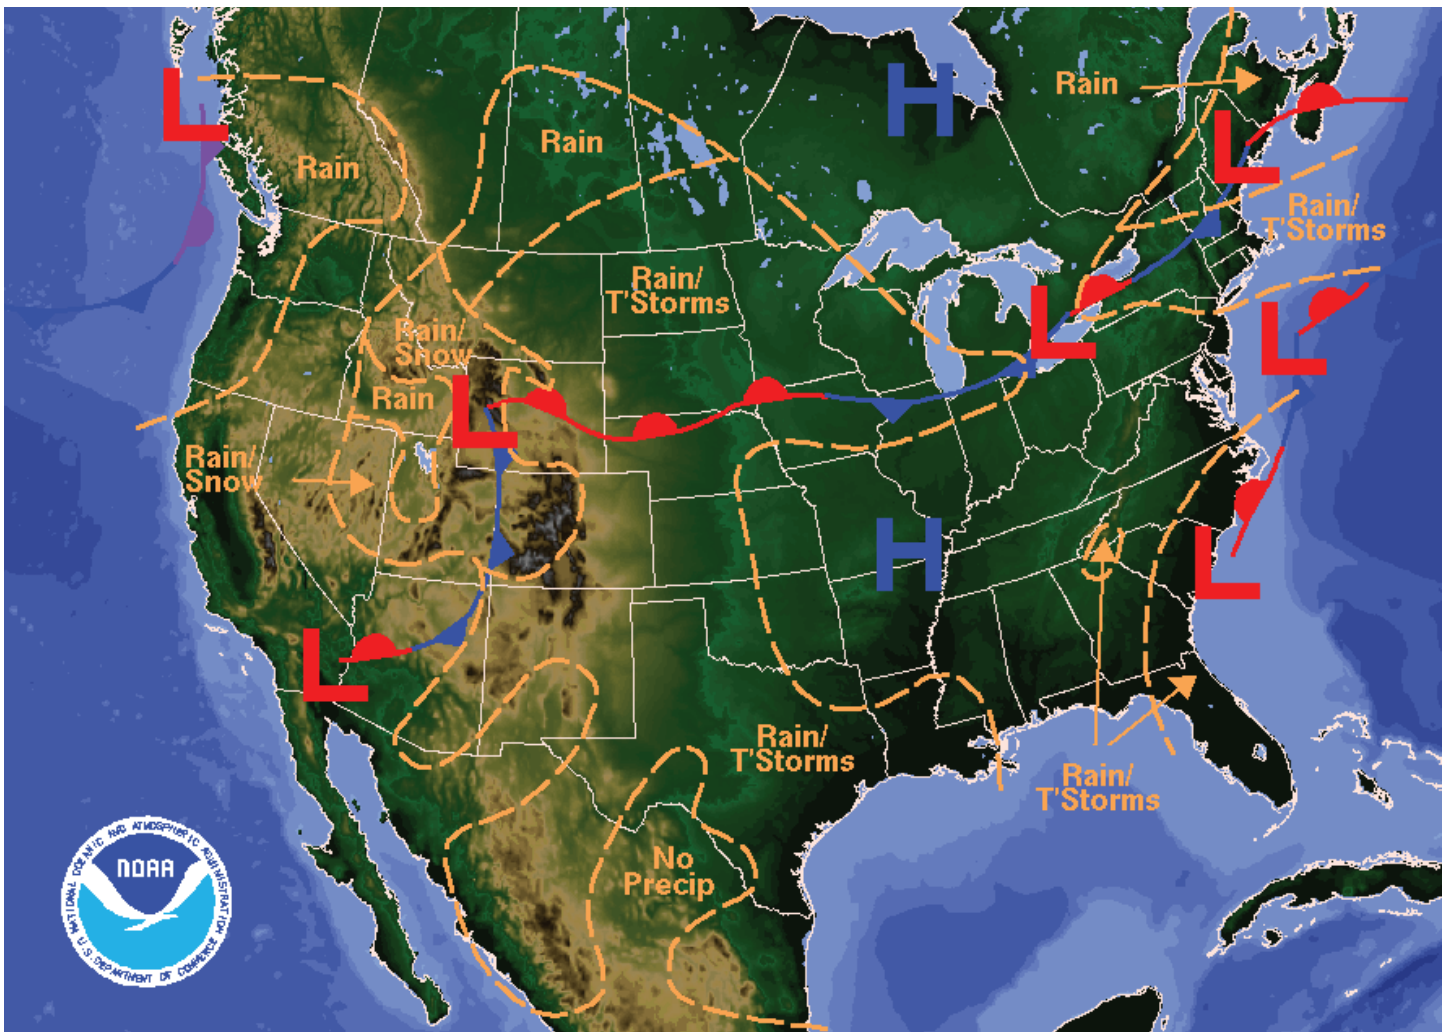 L
H
Rain
Rain
Rain
L
Rain/
T'Storms
Rain/
T'Storms
L
L
Rain/
Snow
Rain
L
Rain/
Snow
H
L
L
Rain/
T'Storms
Rain/
T'Storms
No
Precip
NOAA
NATIONAL OCEANIC AND ATMOSPHERIC ADMINISTRATION
U.S. DEPARTMENT OF COMMERCE